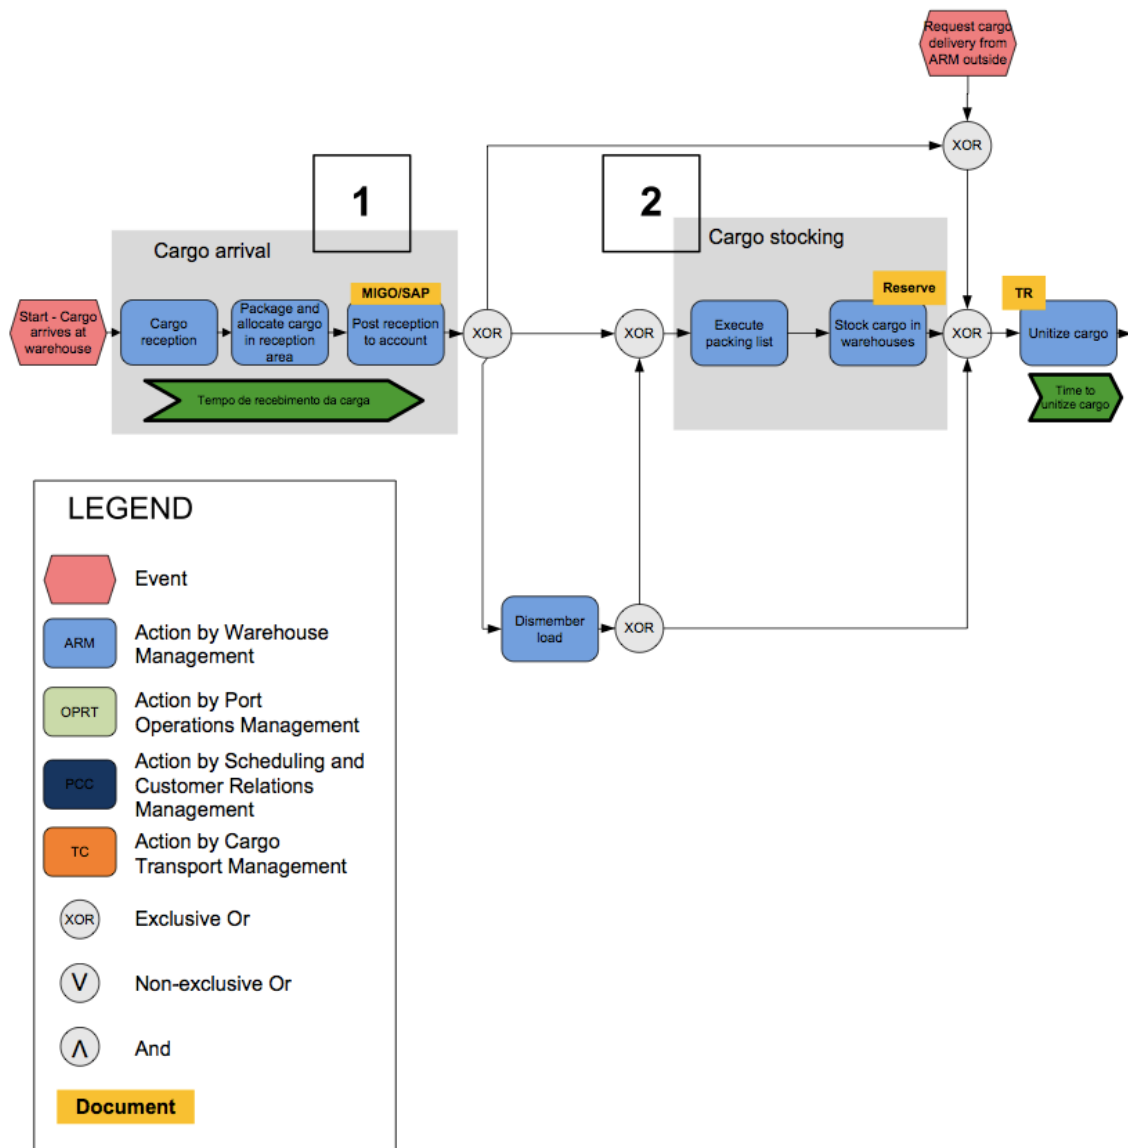 Request cargo
delivery from
ARM outside
XOR
1
2
Cargo arrival
Cargo stocking
MIGO/SAP
Reserve
TR
Start - Cargo
arrives at
warehouse
Cargo
reception
Package and
allocate cargo
in reception
area
Post reception
to account
XOR
XOR
Execute
packing list
Stock cargo in
warehouses
XOR
Unitize cargo
Tempo de recebimento da carga
Time to
unitize cargo
Dismember
load
XOR
LEGEND
Event
ARM
Action by Warehouse
Management
OPRT
Action by Port
Operations Management
PCC
Action by Scheduling and
Customer Relations
Management
TC
Action by Cargo
Transport Management
XOR
Exclusive Or
V
Non-exclusive Or
Λ
And
Document